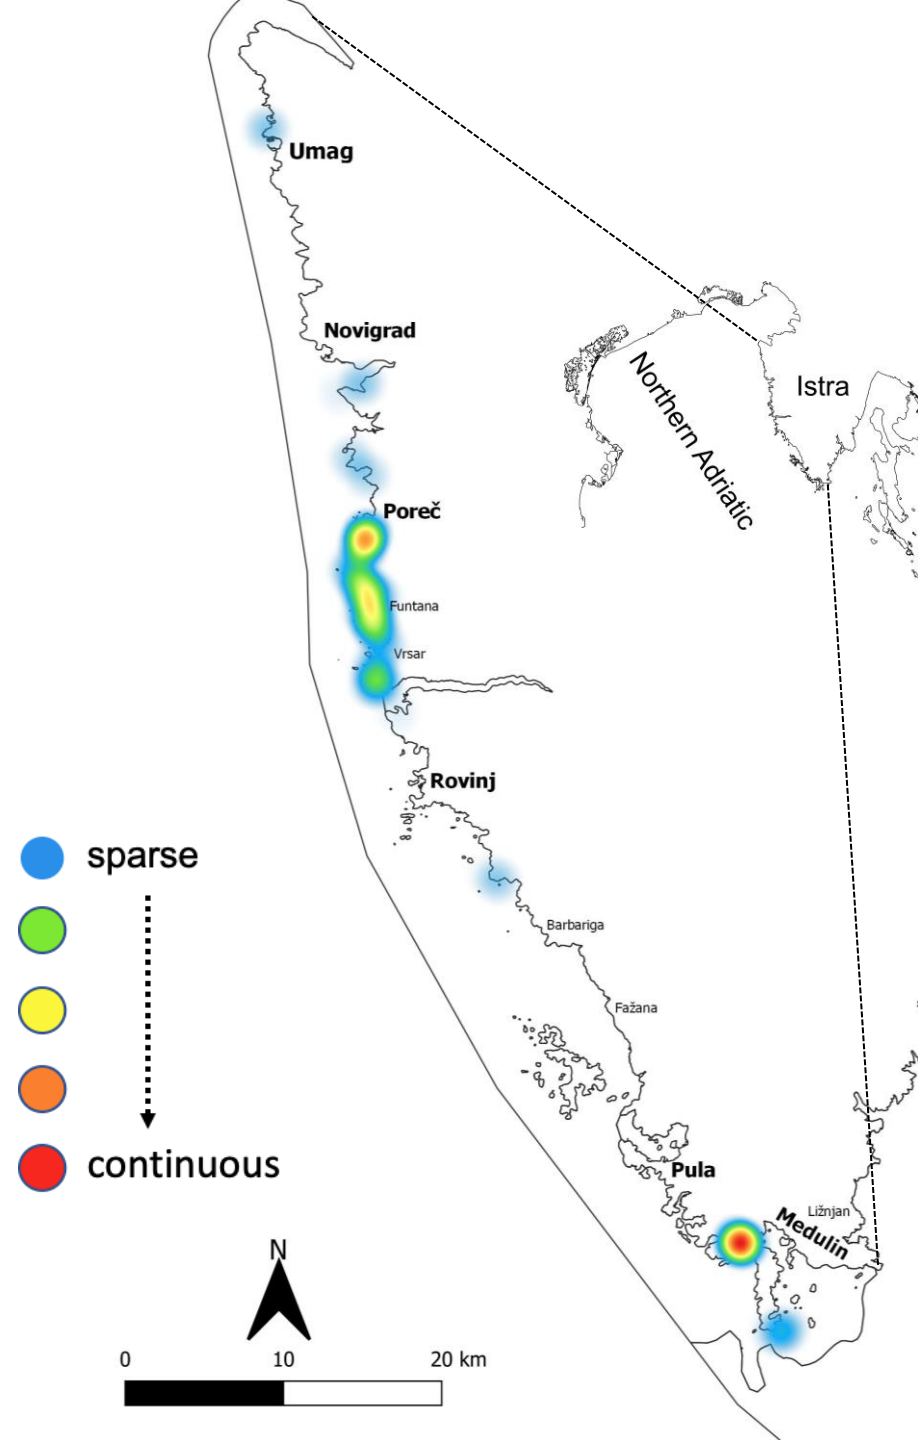 Umag
Novigrad
Northern Adriatic
Istra
Poreč
Funtana
Vrsar
Rovinj
sparse
Barbariga
Fažana
continuous
Pula
Ližnjan
Medulin
N
0 10 20 km